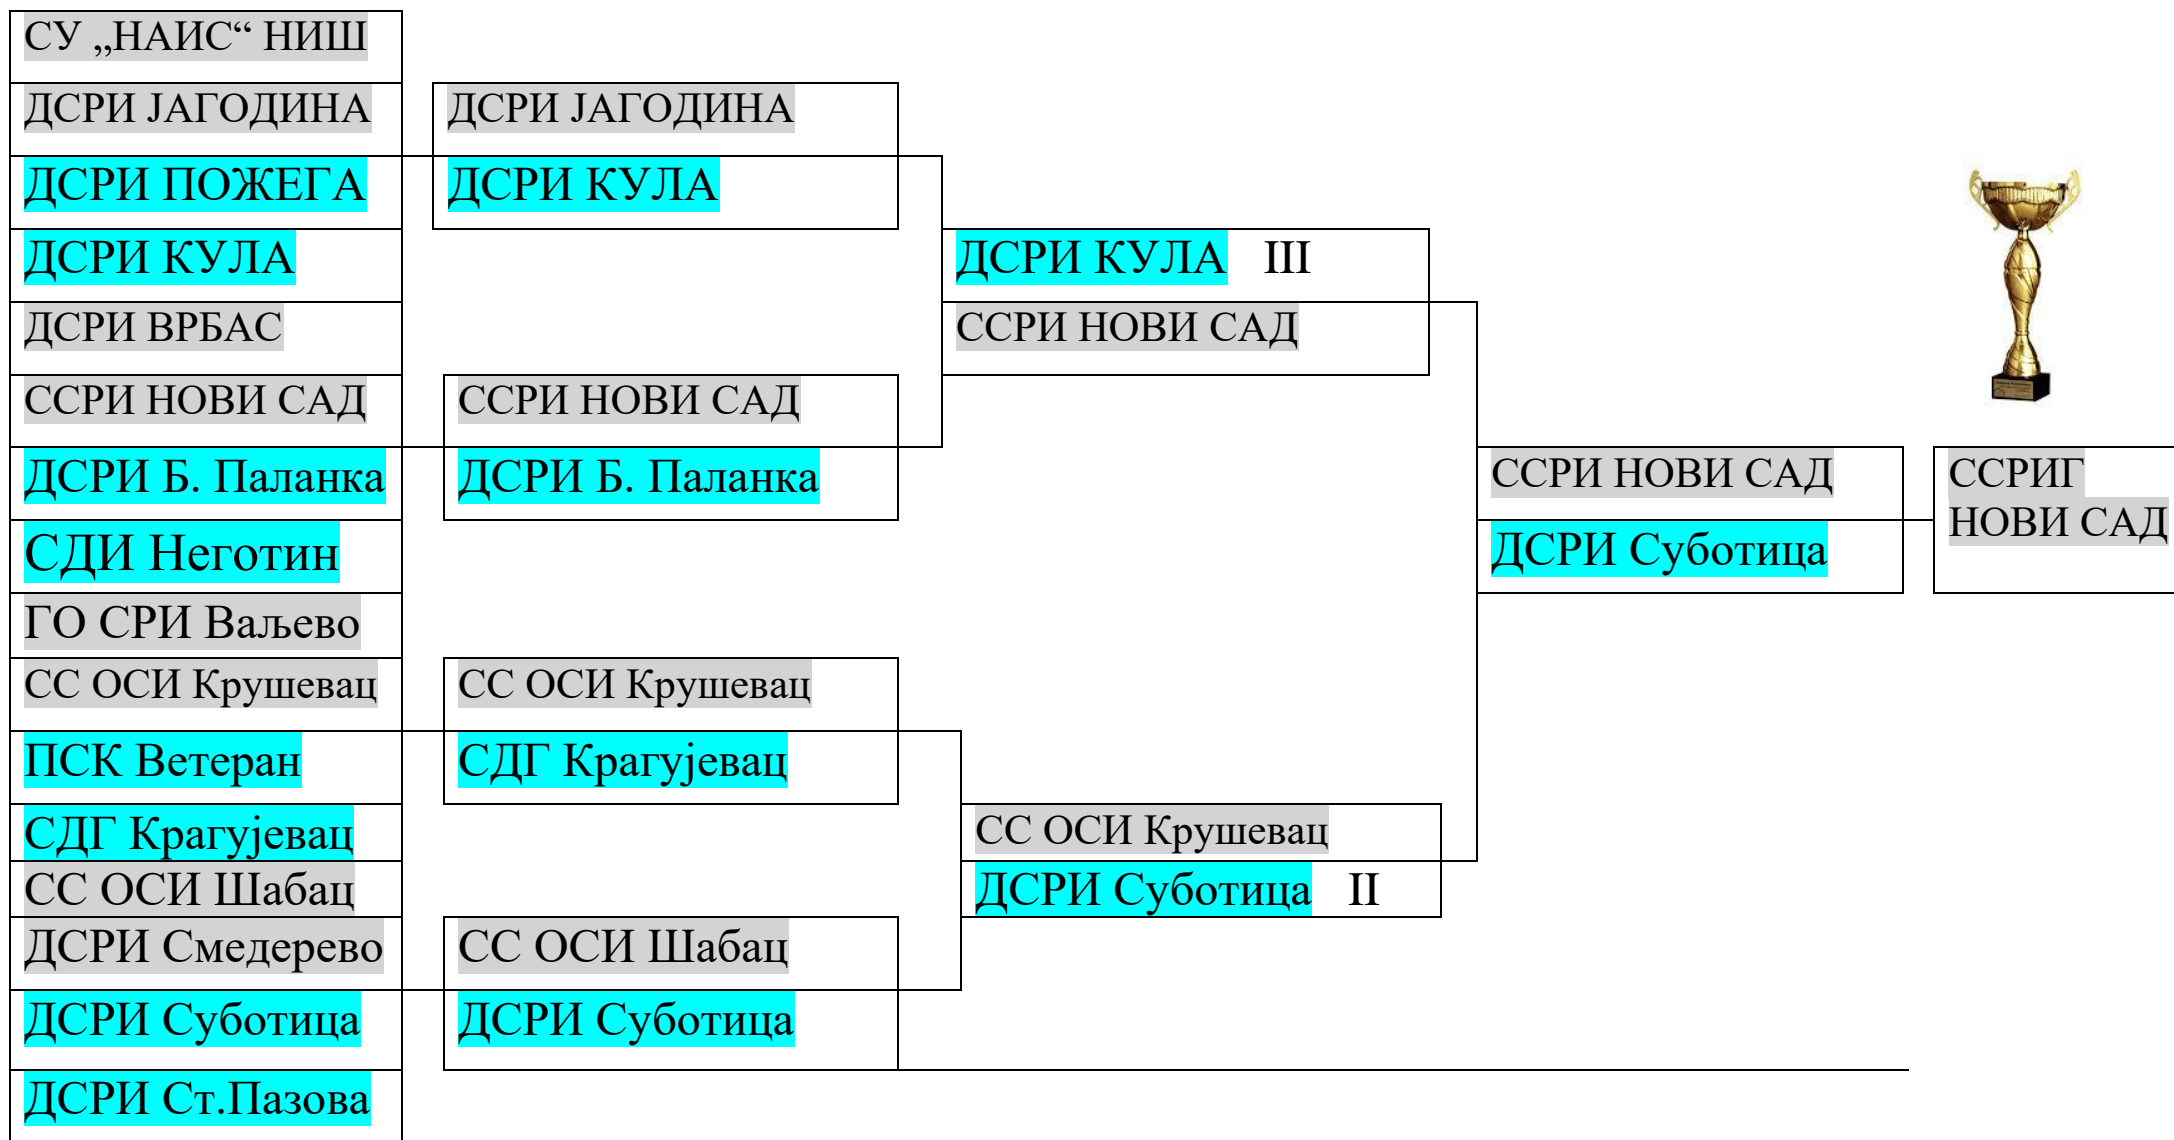 СУ „НАИС“ НИШ
ДСРИ ЈАГОДИНА
ДСРИ ПОЖЕГА
ДСРИ КУЛА
ДСРИ ВРБАС
ССРИ НОВИ САД
ДСРИ Б. Паланка
СДИ Неготин
ГО СРИ Ваљево
СС ОСИ Крушевац
ПСК Ветеран
СДГ Крагујевац
СС ОСИ Шабац
ДСРИ Смедерево
ДСРИ Суботица
ДСРИ Ст.Пазова
ДСРИ ЈАГОДИНА
ДСРИ КУЛА
ССРИ НОВИ САД
ДСРИ Б. Паланка
СС ОСИ Крушевац
СДГ Крагујевац
СС ОСИ Шабац
ДСРИ Суботица
ДСРИ КУЛА III
ССРИ НОВИ САД
СС ОСИ Крушевац
ДСРИ Суботица II
ССРИ НОВИ САД
ДСРИ Суботица
ССРИГ
НОВИ САД